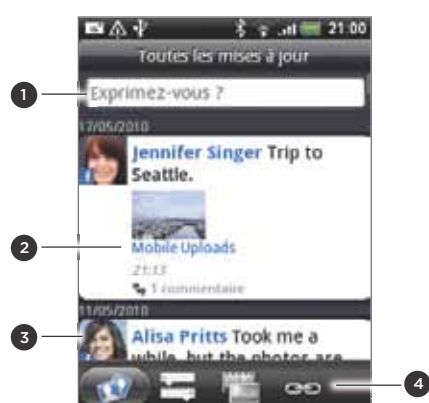 21:00
Toutes les mises à jour
1
Exprimez-vous ?
17/05/2010
Jennifer Singer Trip to
Seattle.
2
Mobile Uploads
21:13
1 commentaire
11/05/2010
3
Alisa Pritts Took me a
while, but the photos are
4